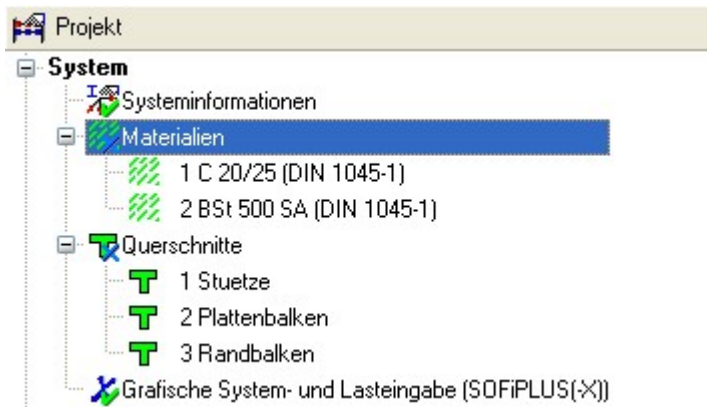 Projekt
System
Systeminformationen
Materialien
1 C 20/25 (DIN 1045-1)
2 BSt 500 SA (DIN 1045-1)
Querschnitte
1 Stuetze
2 Plattenbalken
3 Randbalken
Grafische System- und Lasteingabe (SOFiPLUS(-X))